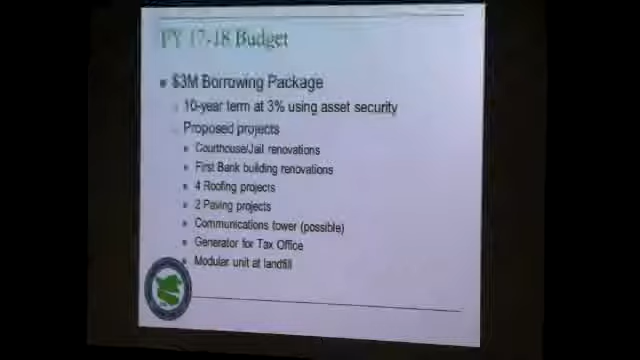 FY 17-18 Budget
$3M Borrowing Package
10-year term at 3% using asset security
Proposed projects
Courthouse/Jail renovations
First Bank building renovations
4 Roofing projects
2 Paving projects
Communications tower (possible)
Generator for Tax Office
Modular unit at landfill